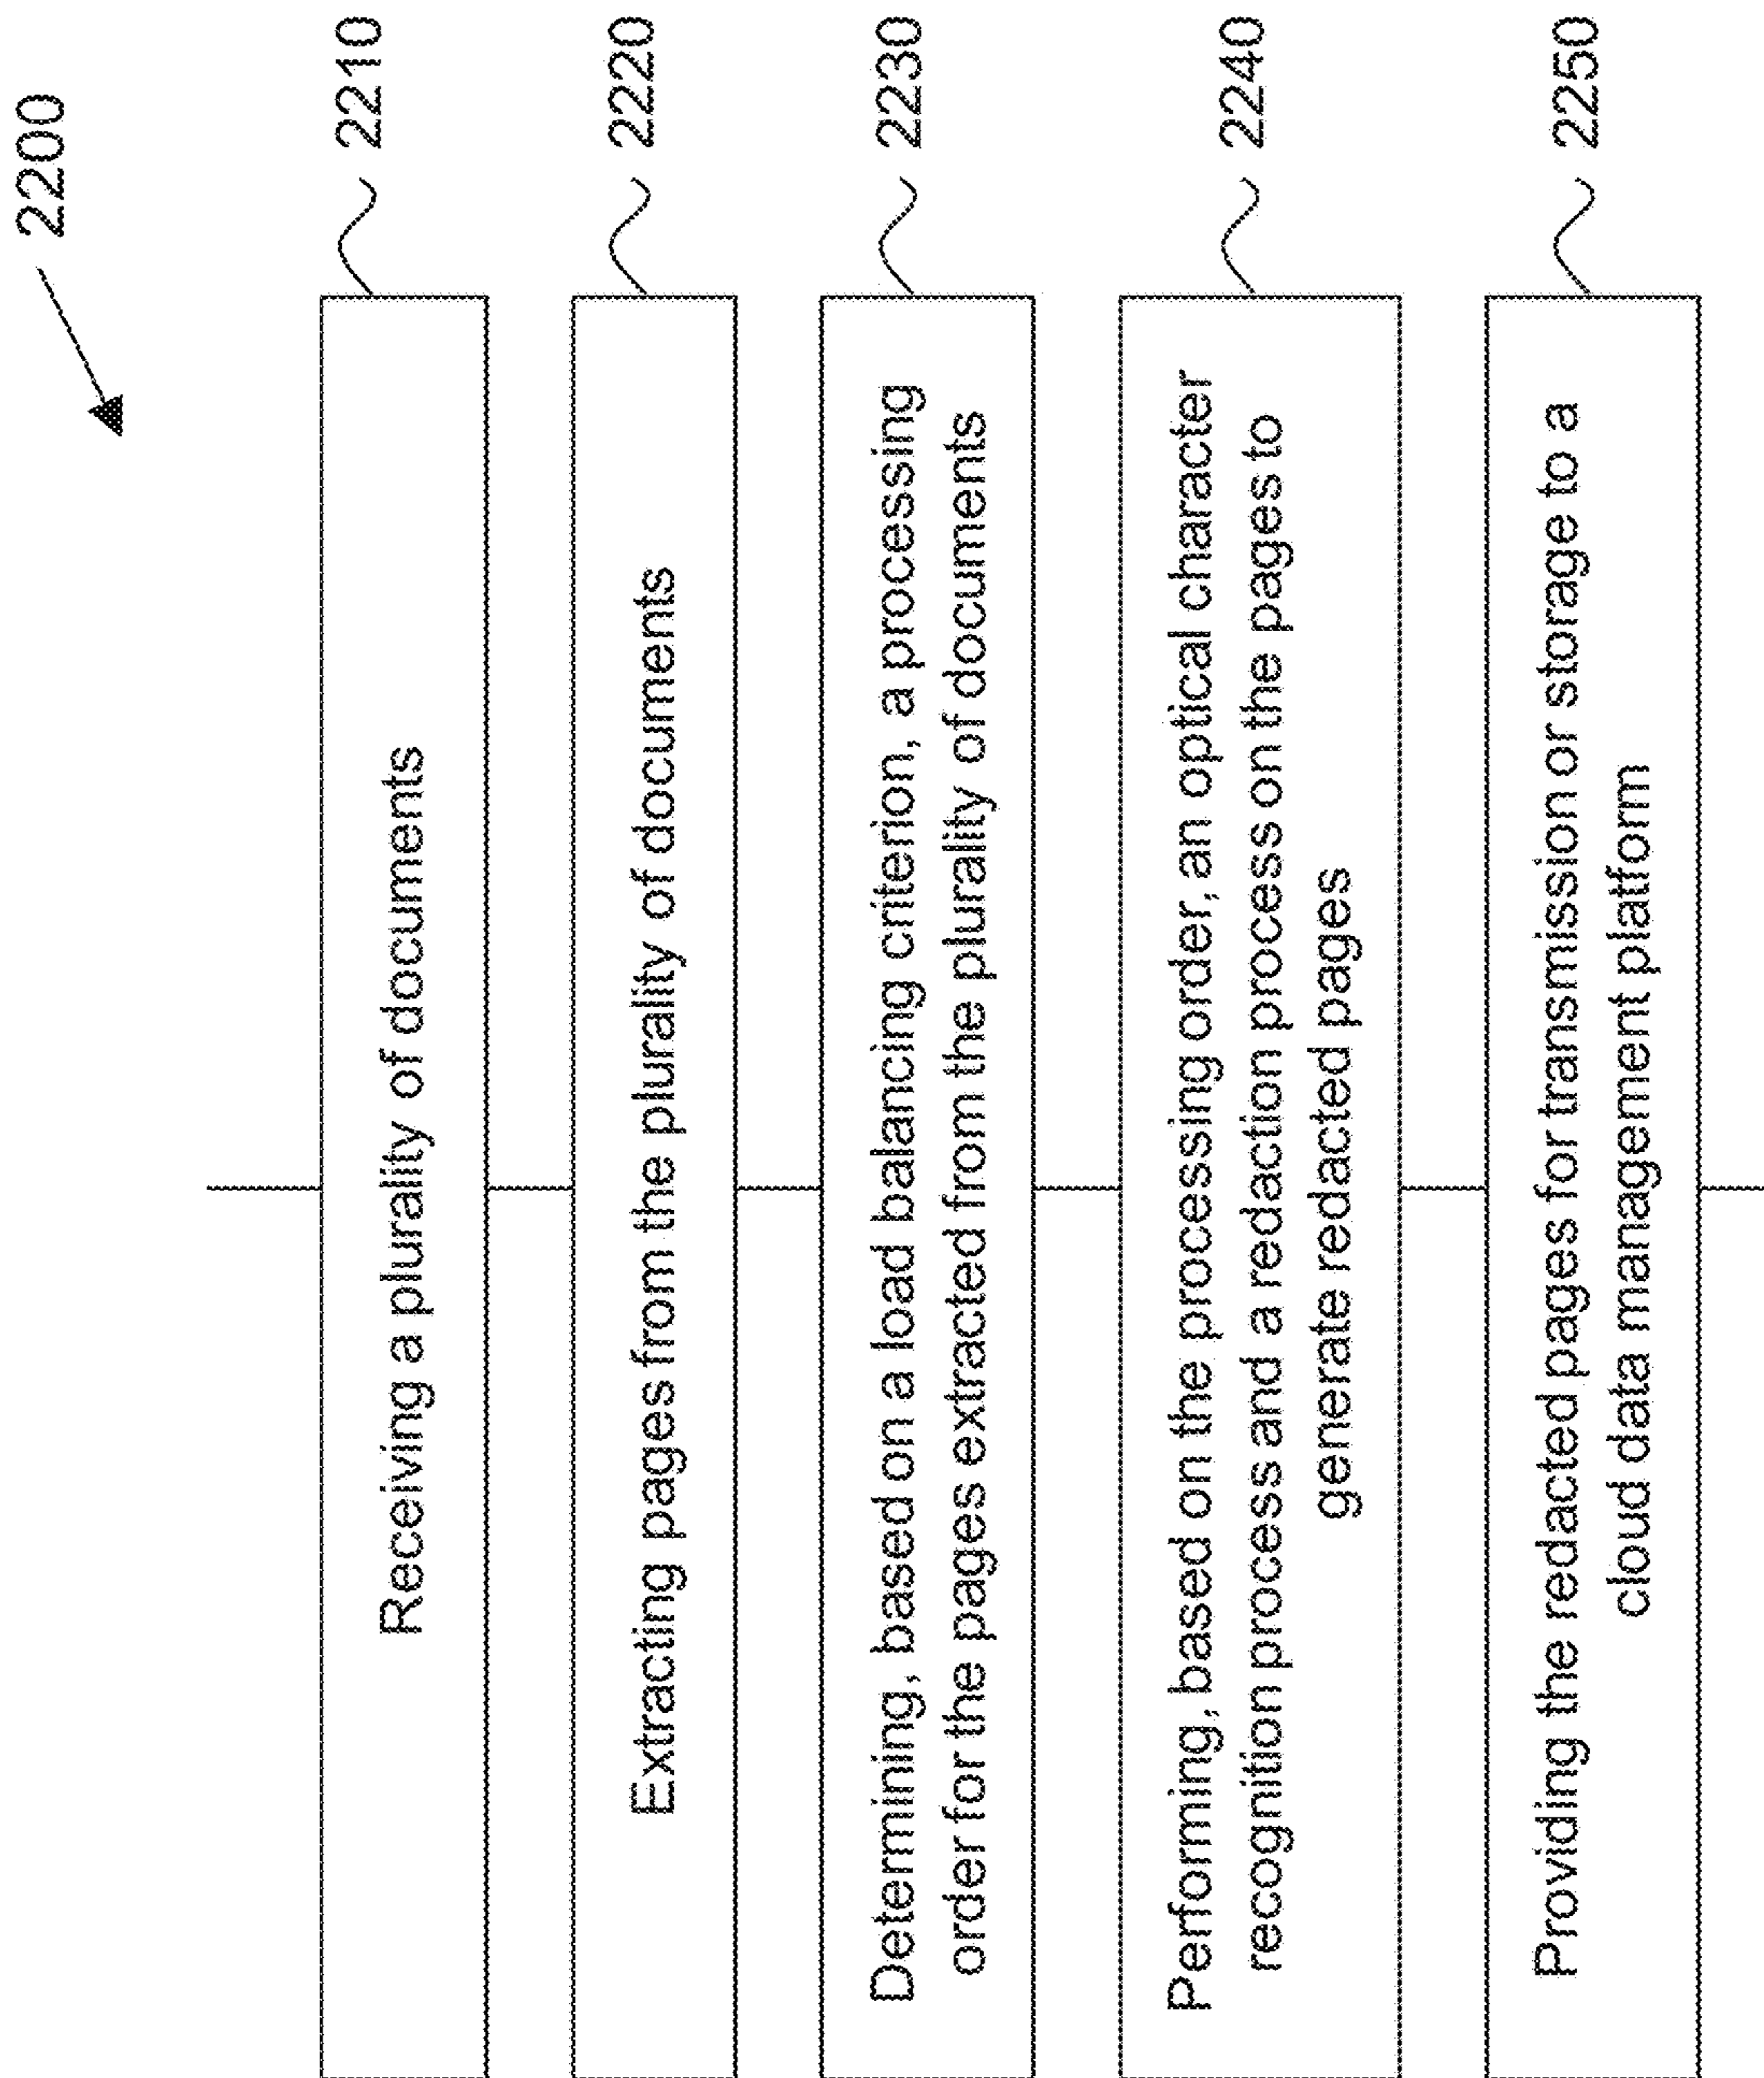 2200
Receiving a plurality of documents
2210
Extracting pages from the plurality of documents
2220
Determining, based on a load balancing criterion, a processing
order for the pages extracted from the plurality of documents
2230
Performing, based on the processing order, an optical character
recognition process and a redaction process on the pages to
generate redacted pages
2240
Providing the redacted pages for transmission or storage to a
cloud data management platform
2250